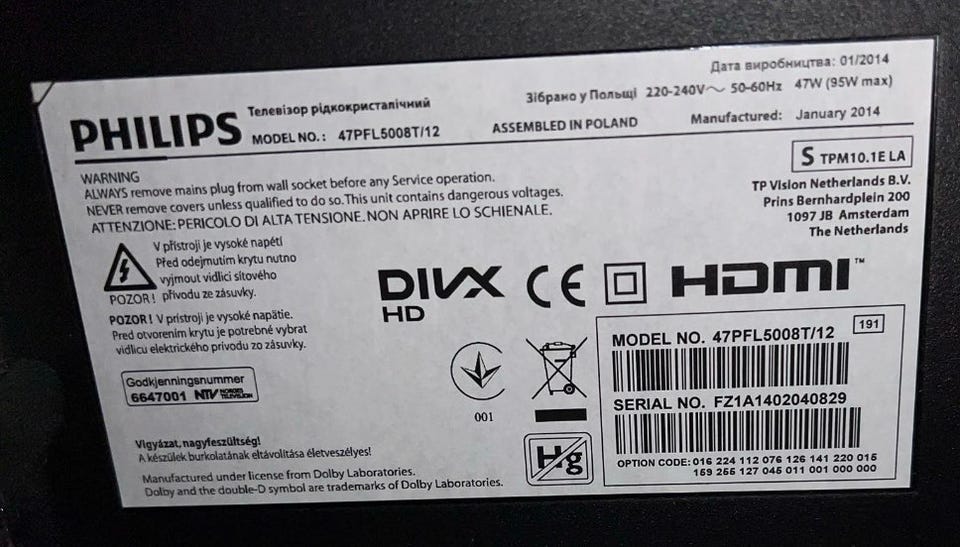 Дата виробництва: 01/2014
Телевізор рідкокристалічний
Зібрано у Польщі 220-240V～ 50-60Hz 47W (95W max)
PHILIPS MODEL NO.: 47PFL5008T/12 ASSEMBLED IN POLAND Manufactured: January 2014
S TPM10.1E LA
WARNING
ALWAYS remove mains plug from wall socket before any Service operation.
NEVER remove covers unless qualified to do so. This unit contains dangerous voltages.
ATTENZIONE: PERICOLO DI ALTA TENSIONE. NON APRIRE LO SCHIENALE.
TP Vision Netherlands B.V.
Prins Bernhardplein 200
1097 JB Amsterdam
The Netherlands
V přístroji je vysoké napětí
Před odejmutím krytu nutno
vyjmout vidlici síťového
POZOR! přívodu ze zásuvky.
POZOR! V prístroji je vysoké napätie.
Pred otvorením krytu je potrebné vybrat
vidlicu elektrického prívodu zo zásuvky.
DIVX
HD
CE
HDMI™
Godkjenningsnummer
6647001 NTV NORGES
TELEVISJON
001
Hg
191
MODEL NO. 47PFL5008T/12
SERIAL NO. FZ1A1402040829
OPTION CODE: 016 224 112 076 126 141 220 015
159 255 127 045 011 001 000 000
Vigyázat, nagyfeszültség!
A készülek burkolatának eltávolítása életveszélyes!
Manufactured under license from Dolby Laboratories.
Dolby and the double-D symbol are trademarks of Dolby Laboratories.